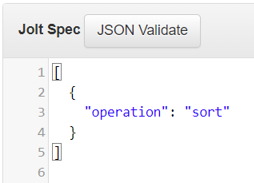 Jolt Spec JSON Validate
1 [
2 {
3 "operation": "sort"
4 }
5 ]
6